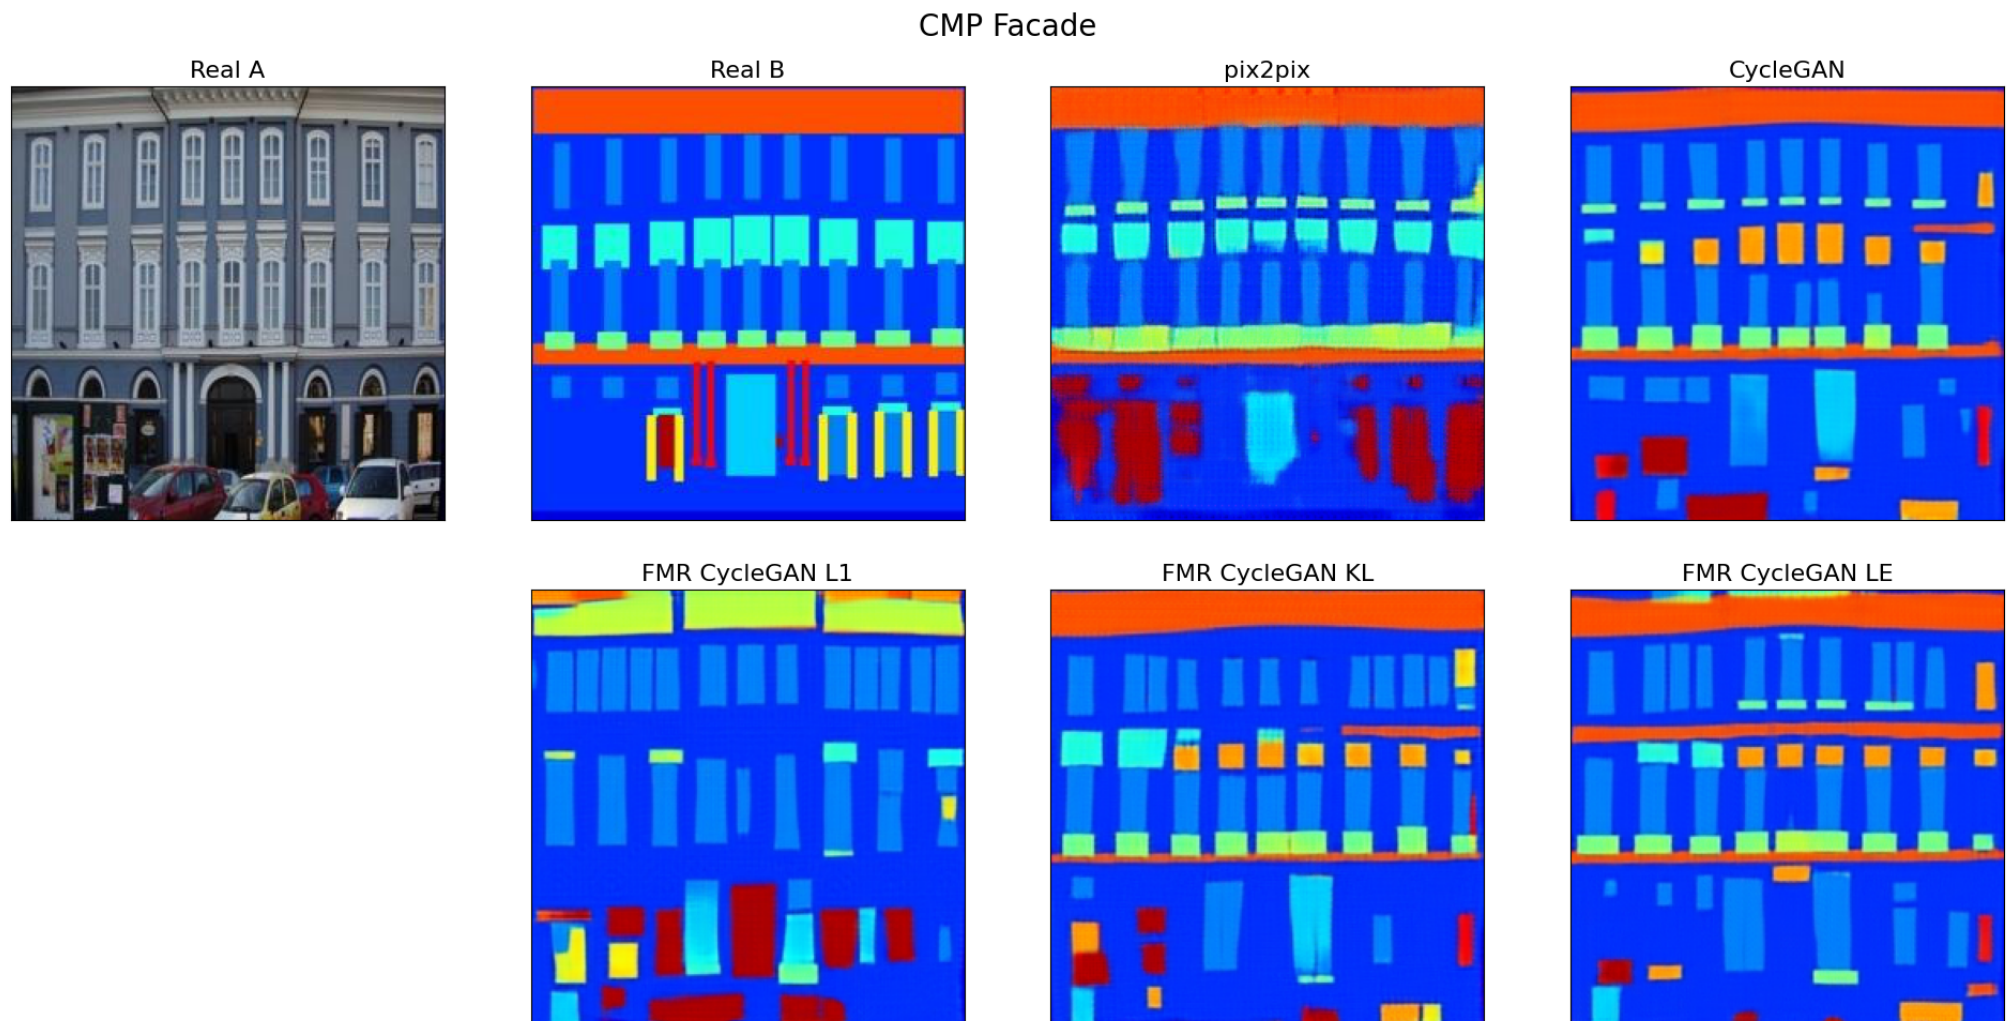 CMP Facade
Real A
Real B
pix2pix
CycleGAN
FMR CycleGAN L1
FMR CycleGAN KL
FMR CycleGAN LE